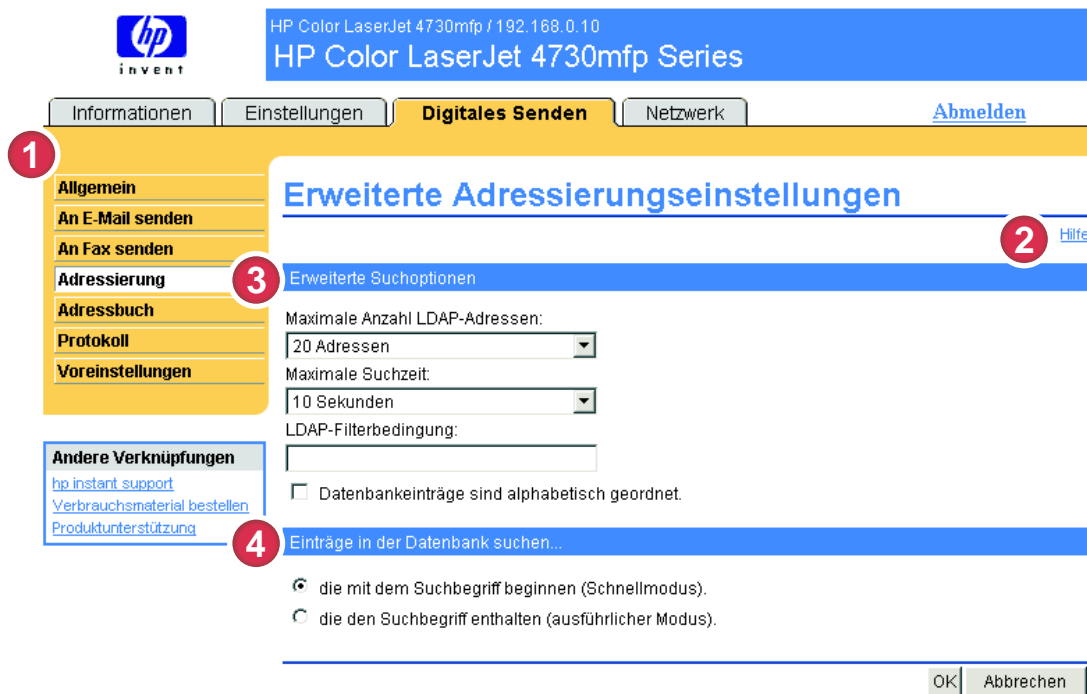 hp
invent
HP Color LaserJet 4730mfp / 192.168.0.10
HP Color LaserJet 4730mfp Series
Informationen
Einstellungen
Digitales Senden
Netzwerk
Abmelden
1
Allgemein
An E-Mail senden
An Fax senden
Adressierung
Adressbuch
Protokoll
Voreinstellungen
Andere Verknüpfungen
hp instant support
Verbrauchsmaterial bestellen
Produktunterstützung
Erweiterte Adressierungseinstellungen
2
Hilfe
3
Erweiterte Suchoptionen
Maximale Anzahl LDAP-Adressen:
20 Adressen
Maximale Suchzeit:
10 Sekunden
LDAP-Filterbedingung:
Datenbankeinträge sind alphabetisch geordnet.
4
Einträge in der Datenbank suchen...
die mit dem Suchbegriff beginnen (Schnellmodus).
die den Suchbegriff enthalten (ausführlicher Modus).
OK
Abbrechen